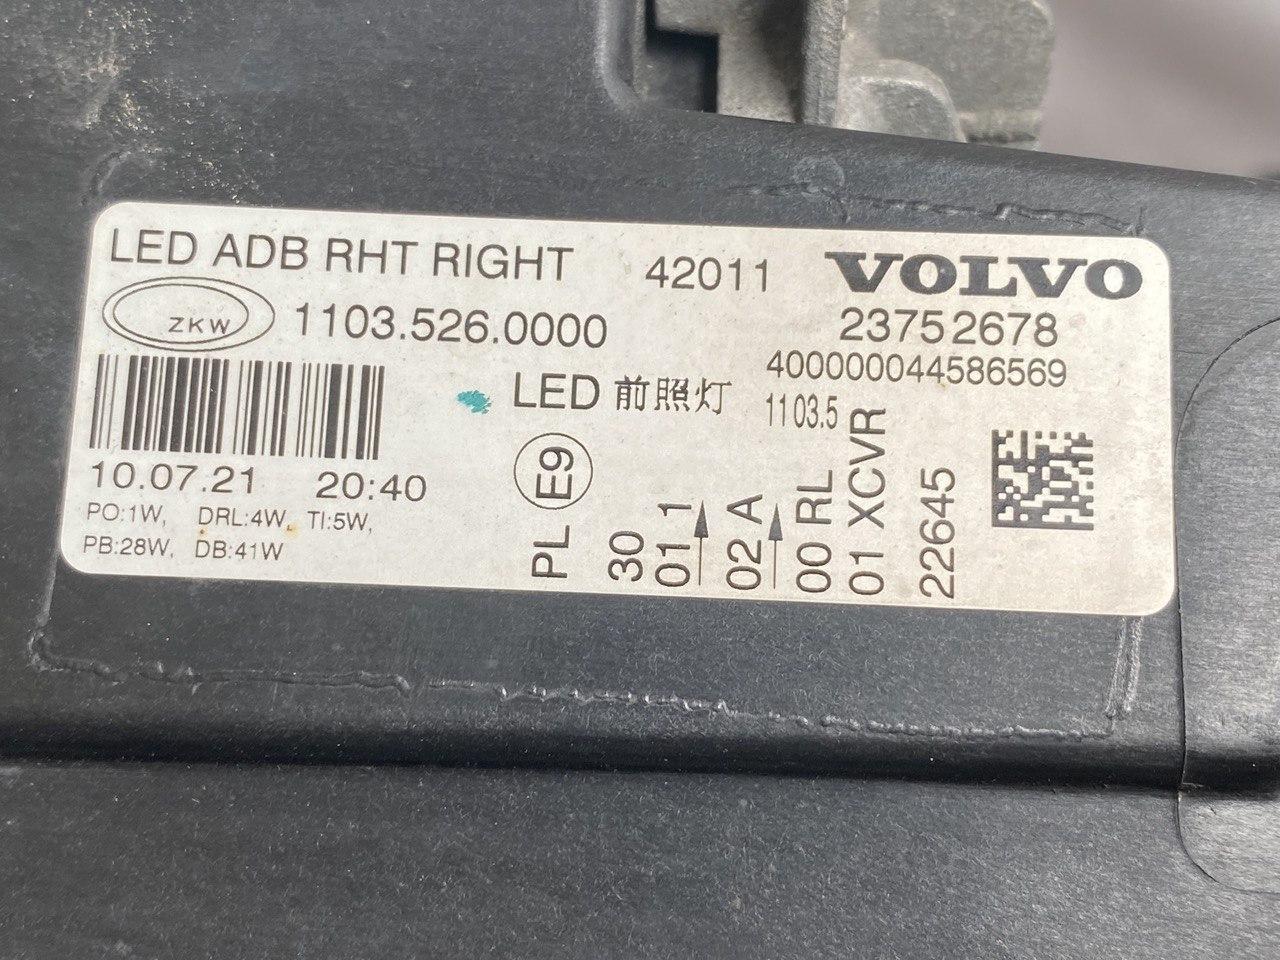 LED ADB RHT RIGHT 42011 VOLVO
ZKW 1103.526.0000 23752678
400000044586569
LED 前照灯 1103.5
10.07.21 20:40
PO:1W, DRL:4W, TI:5W,
PB:28W, DB:41W
PL E9
30
01 1
02 A
00 RL
01 XCVR
22645